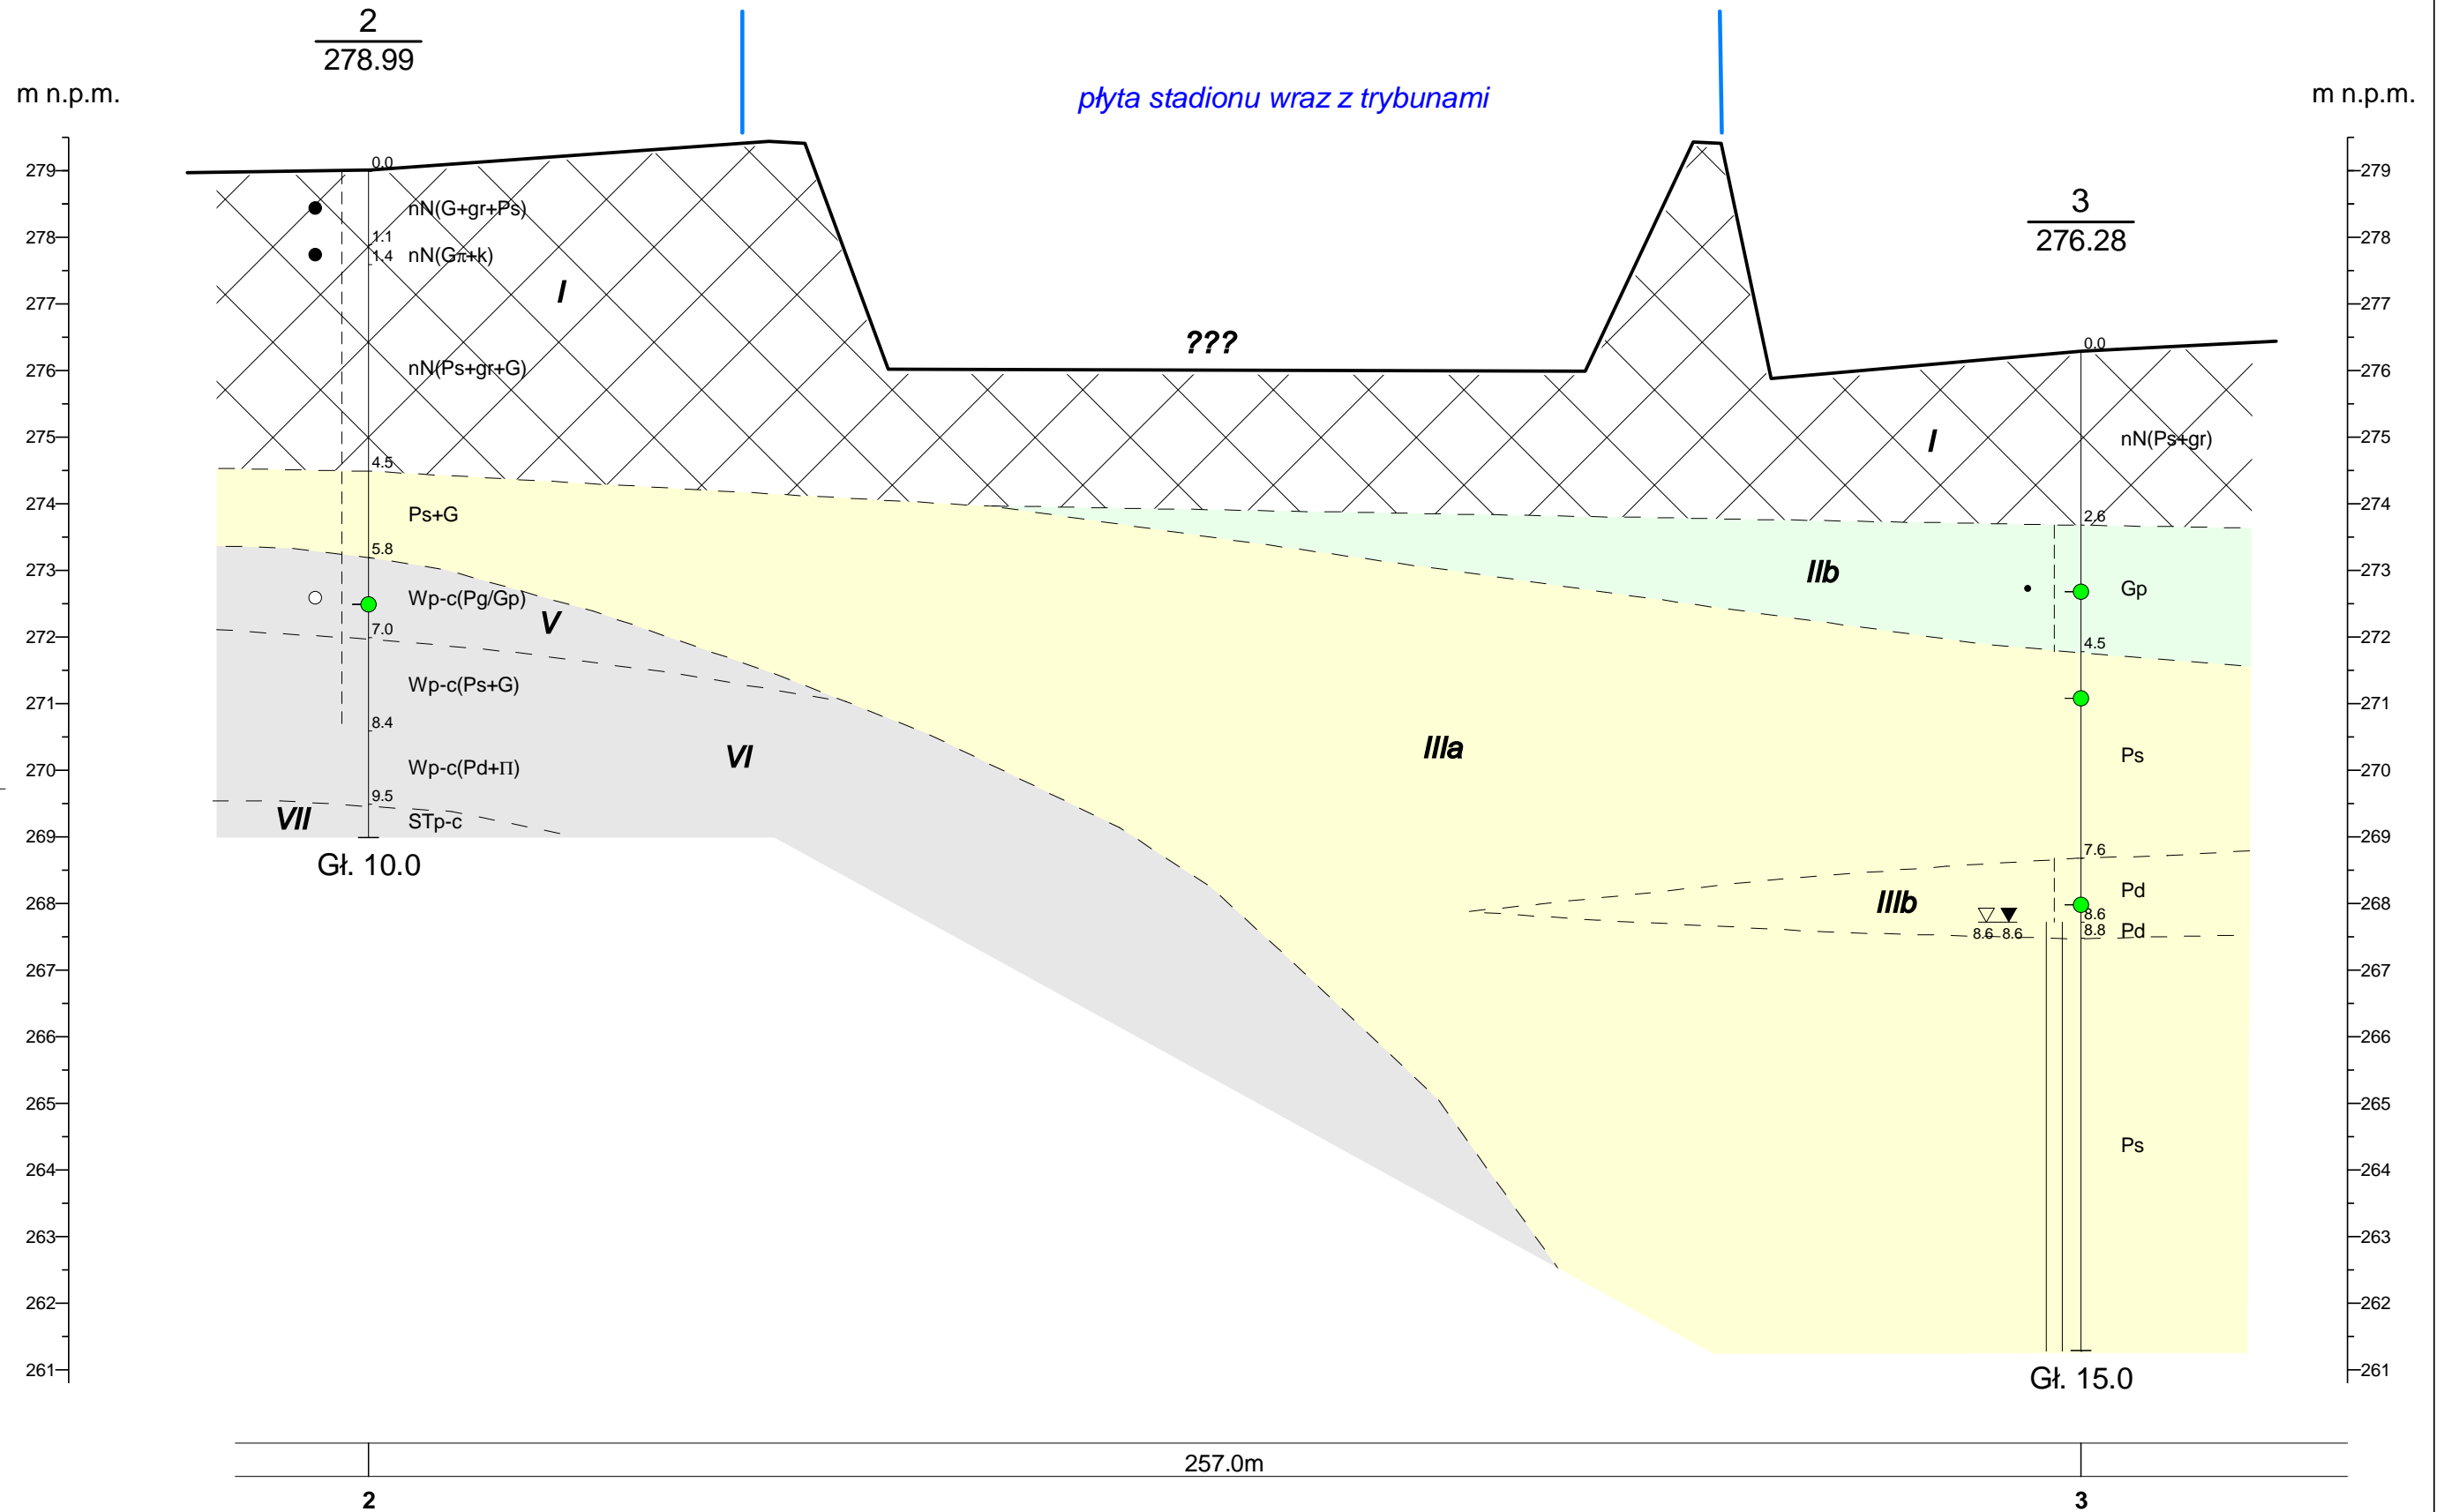 2
278.99
m n.p.m.
płyta stadionu wraz z trybunami
m n.p.m.
3
276.28
279
278
277
276
275
274
273
272
271
270
269
268
267
266
265
264
263
262
261
0.0
nN(G+gr+Ps)
1.1
1.4
nN(Gπ+k)
I
nN(Ps+gr+G)
4.5
Ps+G
5.8
Wp-c(Pg/Gp)
V
7.0
Wp-c(Ps+G)
8.4
VI
Wp-c(Pd+Π)
9.5
VII
STp-c
Gł. 10.0
???
IIIa
IIb
I
0.0
nN(Ps+gr)
2.6
Gp
4.5
Ps
7.6
Pd
IIIb
8.6
8.6 8.6
8.8
Pd
Ps
Gł. 15.0
279
278
277
276
275
274
273
272
271
270
269
268
267
266
265
264
263
262
261
257.0m
2
3